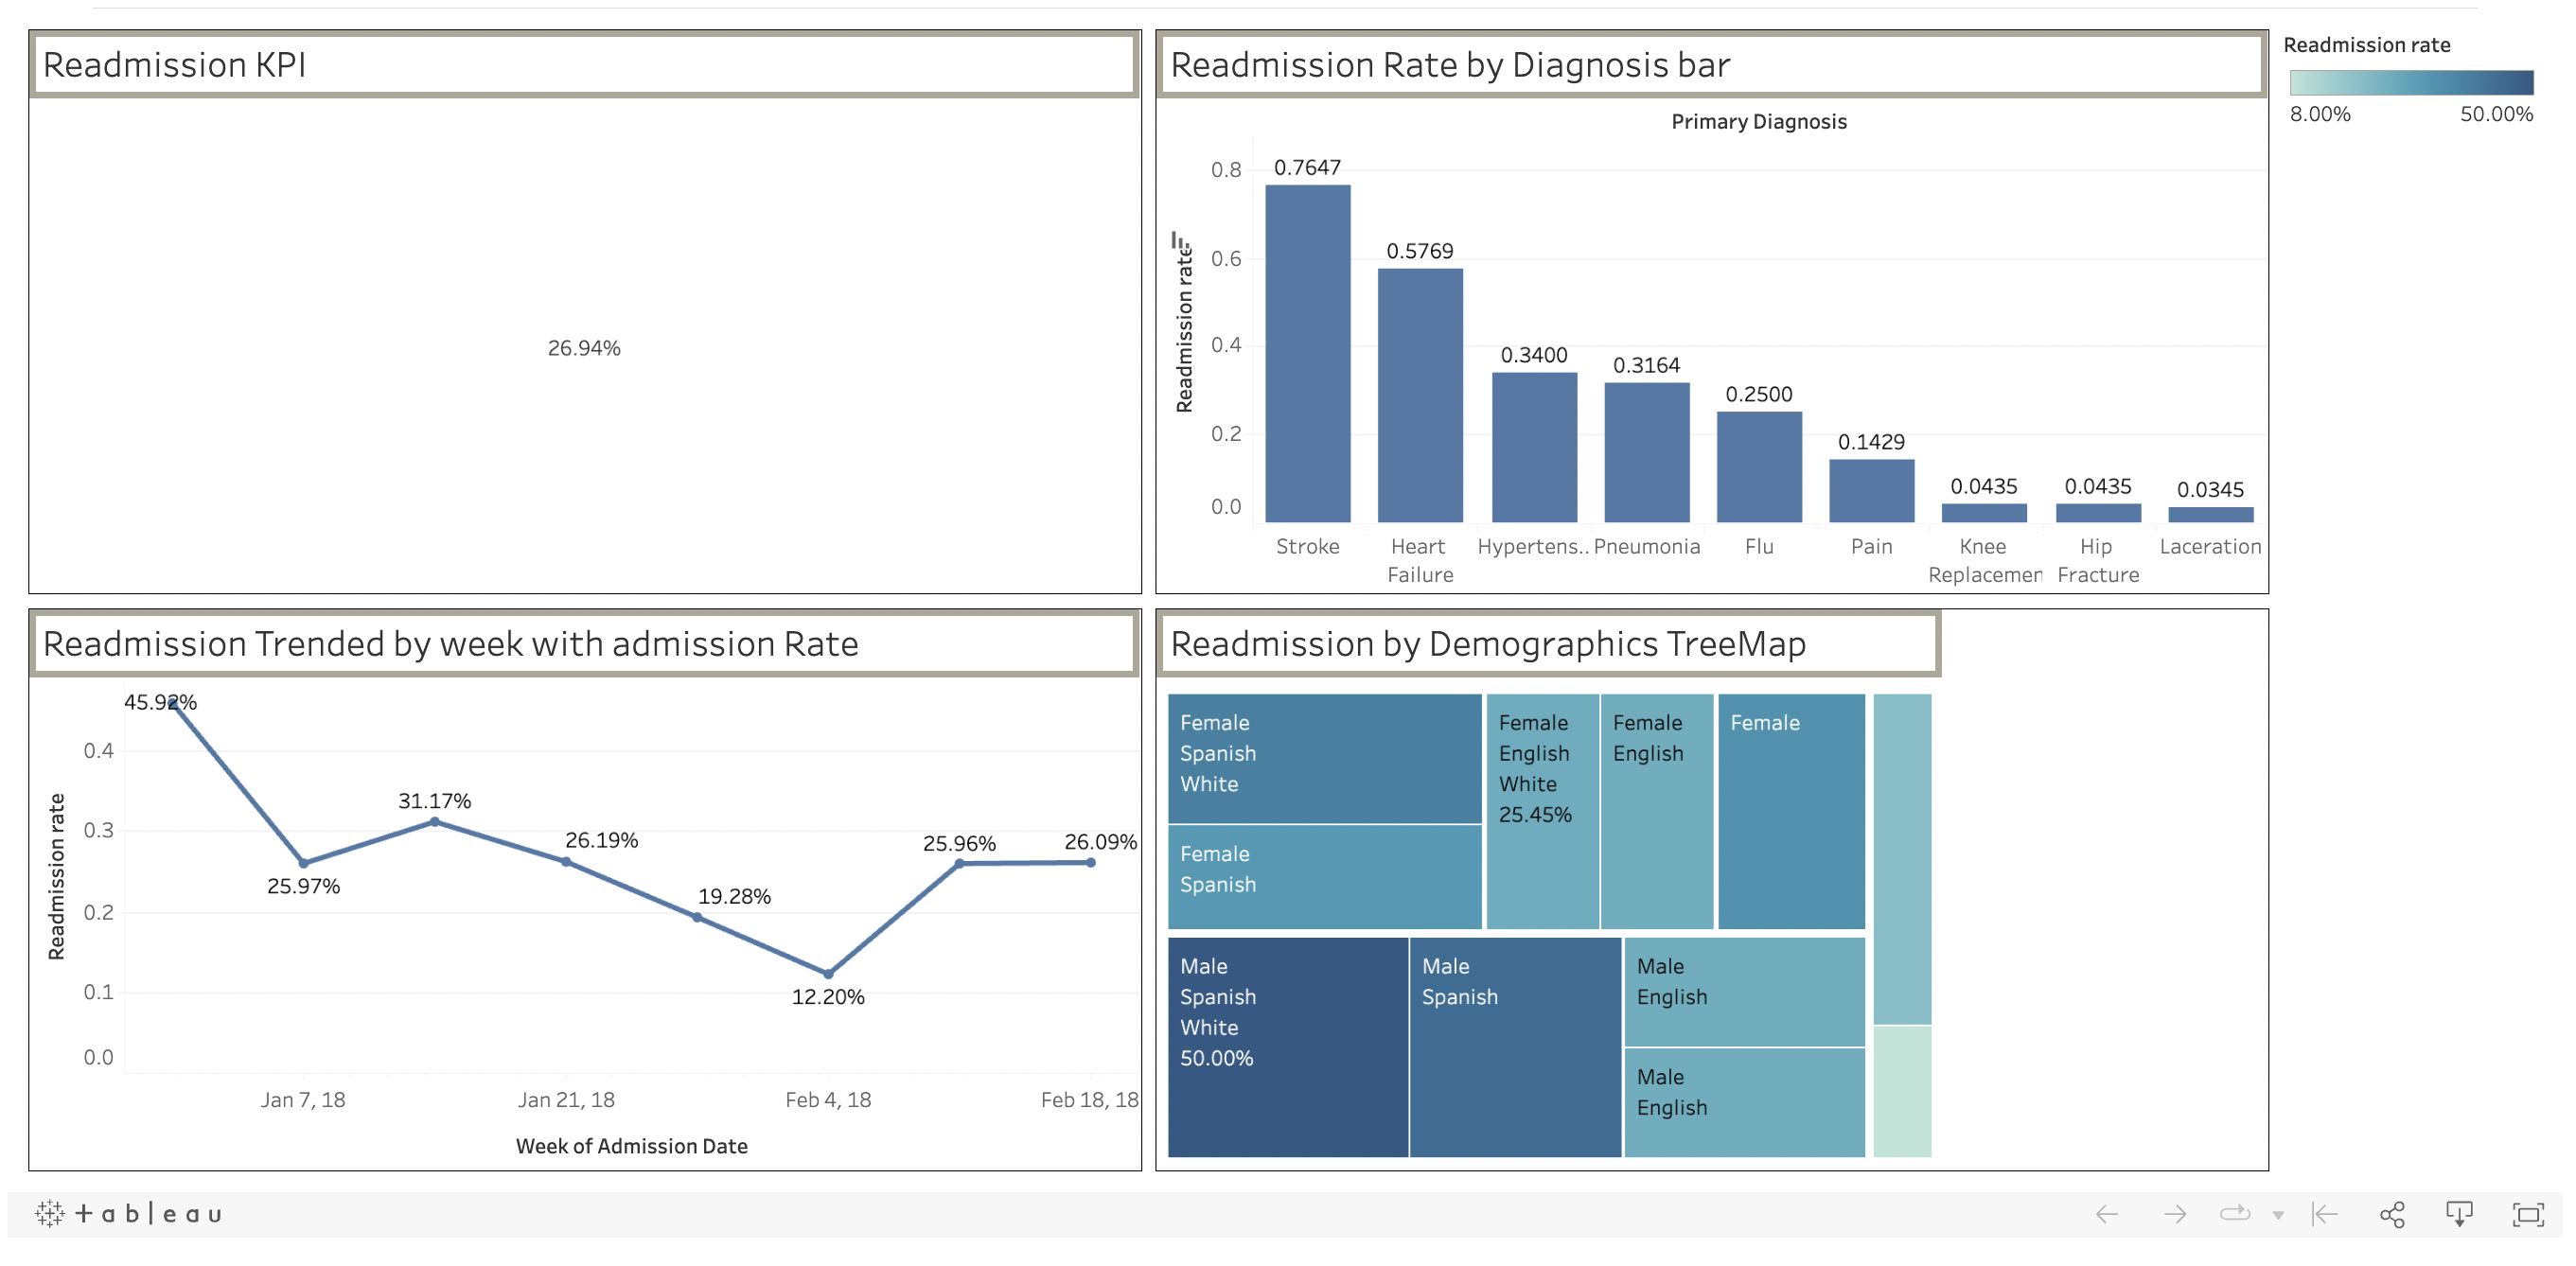 Readmission KPI
26.94%
Readmission Rate by Diagnosis bar
Primary Diagnosis
Readmission rate
0.8
0.6
0.4
0.2
0.0
0.7647
0.5769
0.3400
0.3164
0.2500
0.1429
0.0435
0.0435
0.0345
Stroke
Heart
Failure
Hypertens..
Pneumonia
Flu
Pain
Knee
Replacemen
Hip
Fracture
Laceration
Readmission rate
8.00%
50.00%
Readmission Trended by week with admission Rate
Readmission rate
0.4
0.3
0.2
0.1
0.0
45.92%
25.97%
31.17%
26.19%
19.28%
12.20%
25.96%
26.09%
Jan 7, 18
Jan 21, 18
Feb 4, 18
Feb 18, 18
Week of Admission Date
Readmission by Demographics TreeMap
Female
Spanish
White
Female
Spanish
Female
English
White
25.45%
Female
English
Female
Male
Spanish
White
50.00%
Male
Spanish
Male
English
Male
English
+ableau